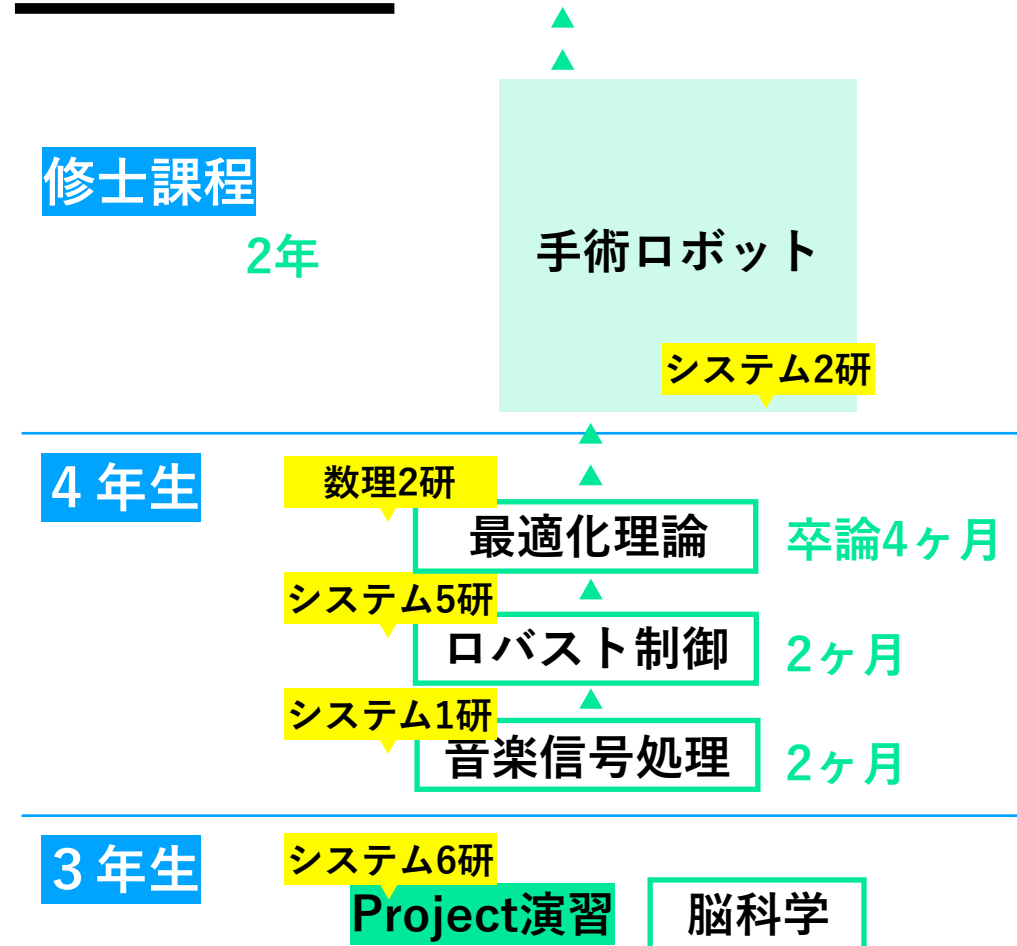 修士課程
2年
手術ロボット
システム2研
４年生
数理2研
最適化理論
卒論4ヶ月
システム5研
ロバスト制御
2ヶ月
システム1研
音楽信号処理
2ヶ月
３年生
システム6研
Project演習
脳科学